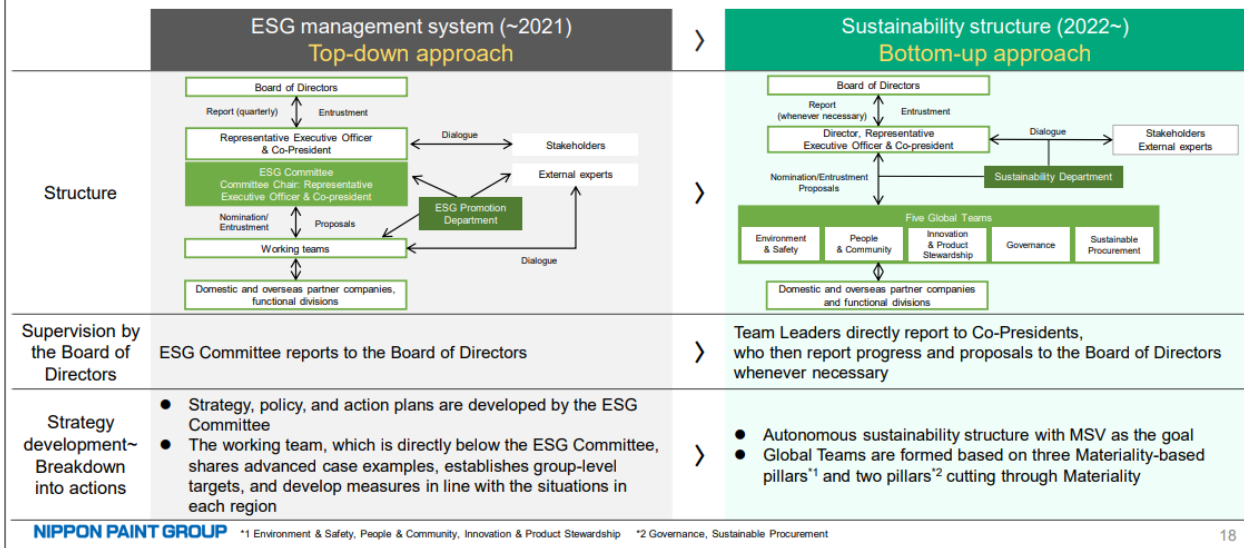 ESG management system (~2021)
Top-down approach
〉
Sustainability structure (2022~)
Bottom-up approach
Structure
Board of Directors
Report (quarterly)
Entrustment
Representative Executive Officer
& Co-President
Dialogue
Stakeholders
ESG Committee
Committee Chair: Representative
Executive Officer & Co-president
External experts
ESG Promotion
Department
Nomination/
Entrustment
Proposals
Working teams
Dialogue
Domestic and overseas partner companies,
functional divisions
〉
Board of Directors
Report
(whenever necessary)
Entrustment
Director, Representative
Executive Officer & Co-president
Dialogue
Stakeholders
External experts
Nomination/Entrustment
Proposals
Sustainability Department
Five Global Teams
Environment
& Safety
People
& Community
Innovation
& Product
Stewardship
Governance
Sustainable
Procurement
Domestic and overseas partner companies
and functional divisions
Supervision by
the Board of
Directors
ESG Committee reports to the Board of Directors
〉
Team Leaders directly report to Co-Presidents,
who then report progress and proposals to the Board of Directors
whenever necessary
Strategy
development~
Breakdown
into actions
● Strategy, policy, and action plans are developed by the ESG
Committee
● The working team, which is directly below the ESG Committee,
shares advanced case examples, establishes group-level
targets, and develop measures in line with the situations in
each region
〉
● Autonomous sustainability structure with MSV as the goal
● Global Teams are formed based on three Materiality-based
pillars*1 and two pillars*2 cutting through Materiality
NIPPON PAINT GROUP
*1 Environment & Safety, People & Community, Innovation & Product Stewardship *2 Governance, Sustainable Procurement
18